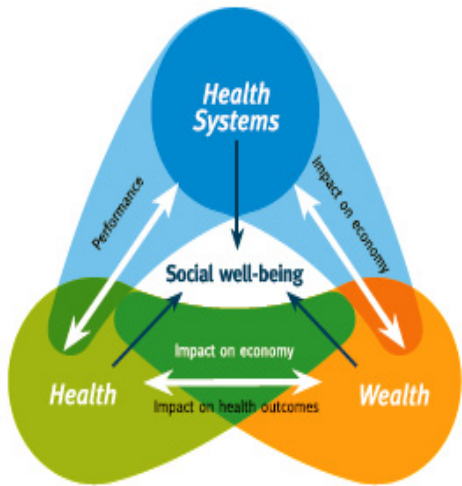 Health
Systems
Performance
Impact on economy
Social well-being
Impact on economy
Health
Wealth
Impact on health outcomes